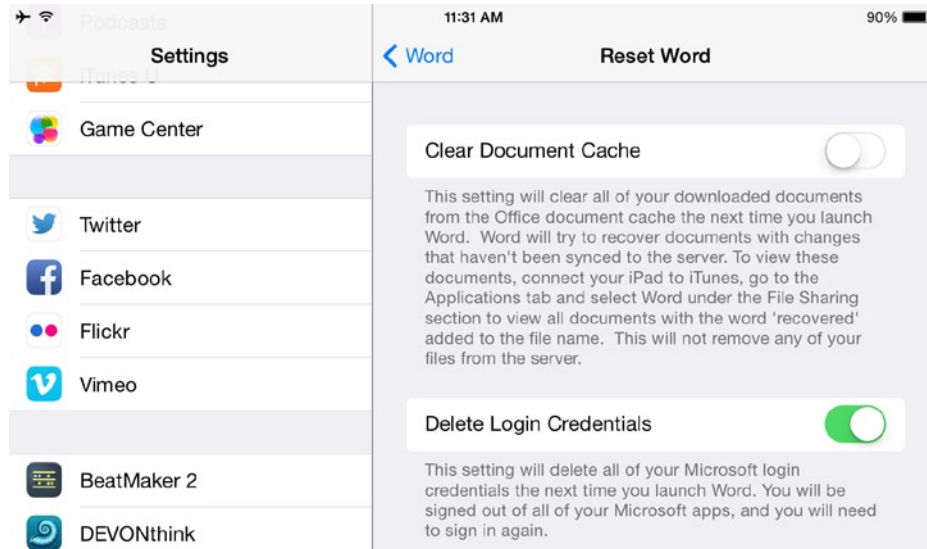 11:31 AM
90%
Podcasts
Settings
Word
Reset Word
iTunes U
Game Center
Twitter
Facebook
Flickr
Vimeo
BeatMaker 2
DEVONthink
Clear Document Cache
This setting will clear all of your downloaded documents
from the Office document cache the next time you launch
Word.  Word will try to recover documents with changes
that haven't been synced to the server. To view these
documents, connect your iPad to iTunes, go to the
Applications tab and select Word under the File Sharing
section to view all documents with the word 'recovered'
added to the file name.  This will not remove any of your
files from the server.
Delete Login Credentials
This setting will delete all of your Microsoft login
credentials the next time you launch Word. You will be
signed out of all of your Microsoft apps, and you will need
to sign in again.